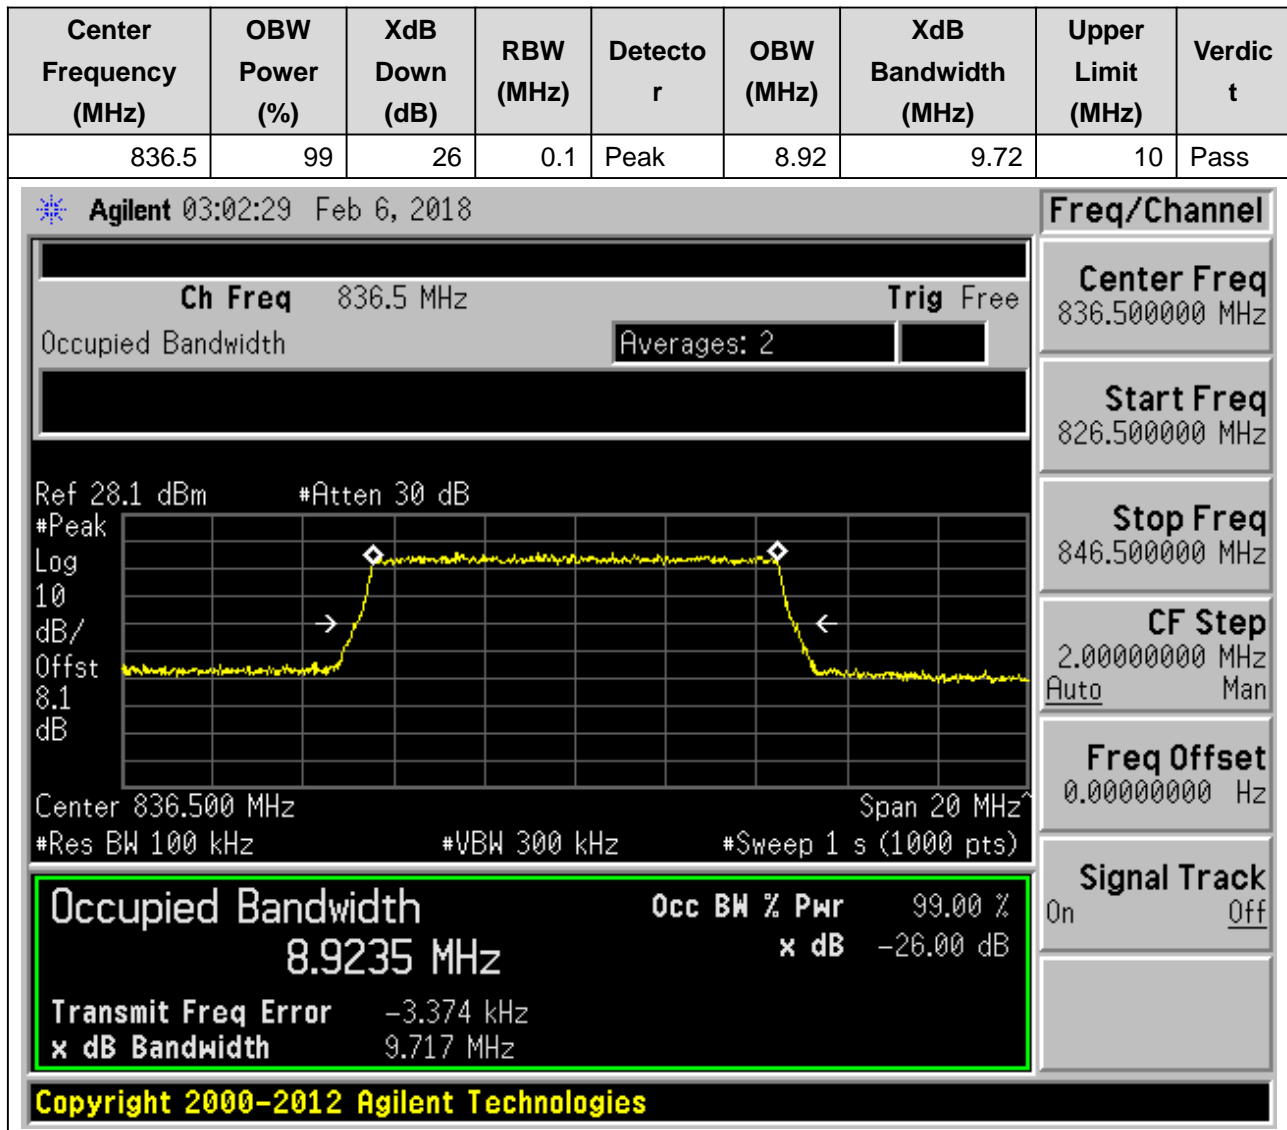 Center Frequency (MHz) OBW Power (%) XdB Down (dB) RBW (MHz) Detecto r OBW (MHz) XdB Bandwidth (MHz) Upper Limit (MHz) Verdic t
836.5 99 26 0.1 Peak 8.92 9.72 10 Pass
Agilent 03:02:29 Feb 6, 2018
Freq/Channel
Ch Freq 836.5 MHz Trig Free
Occupied Bandwidth Averages: 2
Center Freq
836.500000 MHz
Start Freq
826.500000 MHz
Stop Freq
846.500000 MHz
CF Step
2.00000000 MHz
Auto Man
Freq Offset
0.00000000 Hz
Signal Track
On Off
Ref 28.1 dBm #Atten 30 dB
#Peak
Log
10
dB/
Offst
8.1
dB
Center 836.500 MHz Span 20 MHz^
#Res BW 100 kHz #VBW 300 kHz #Sweep 1 s (1000 pts)
Occupied Bandwidth Occ BW % Pwr 99.00 %
8.9235 MHz x dB -26.00 dB
Transmit Freq Error -3.374 kHz
x dB Bandwidth 9.717 MHz
Copyright 2000-2012 Agilent Technologies